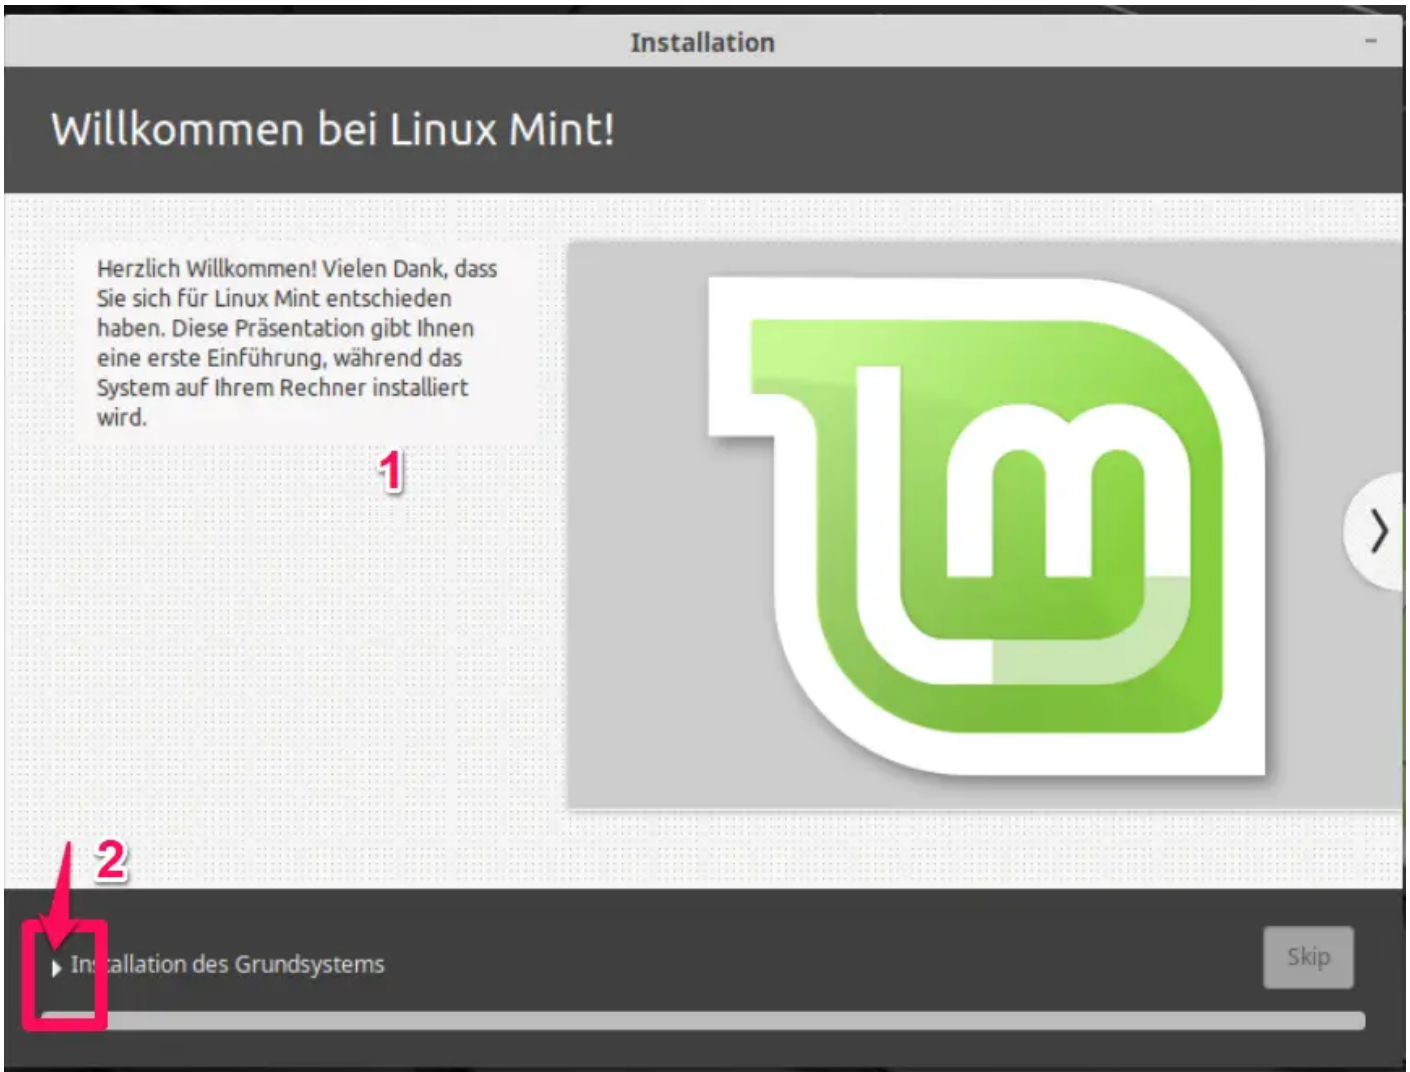 Installation
Willkommen bei Linux Mint!
Herzlich Willkommen! Vielen Dank, dass
Sie sich für Linux Mint entschieden
haben. Diese Präsentation gibt Ihnen
eine erste Einführung, während das
System auf Ihrem Rechner installiert
wird.
1
2
Installation des Grundsystems
Skip